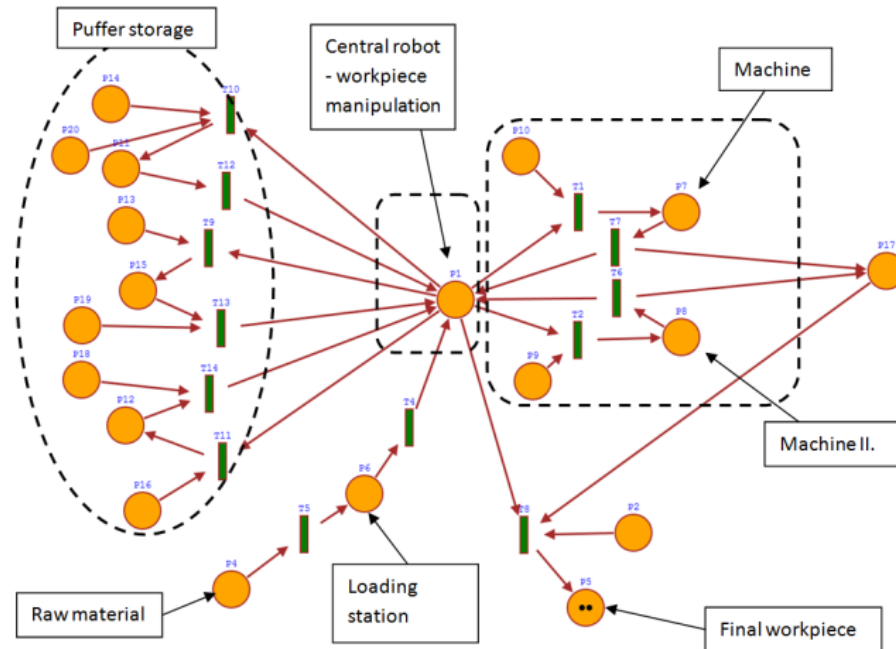 Puffer storage
Central robot
- workpiece
manipulation
Machine
P14
T10
P20
P11
T12
P10
P13
T9
T1
P7
T7
P17
P15
P1
T6
P19
T13
T2
P8
P18
T14
P9
P12
T4
T11
Machine II.
P6
P16
T5
T8
P2
P4
P5
Raw material
Loading
station
Final workpiece